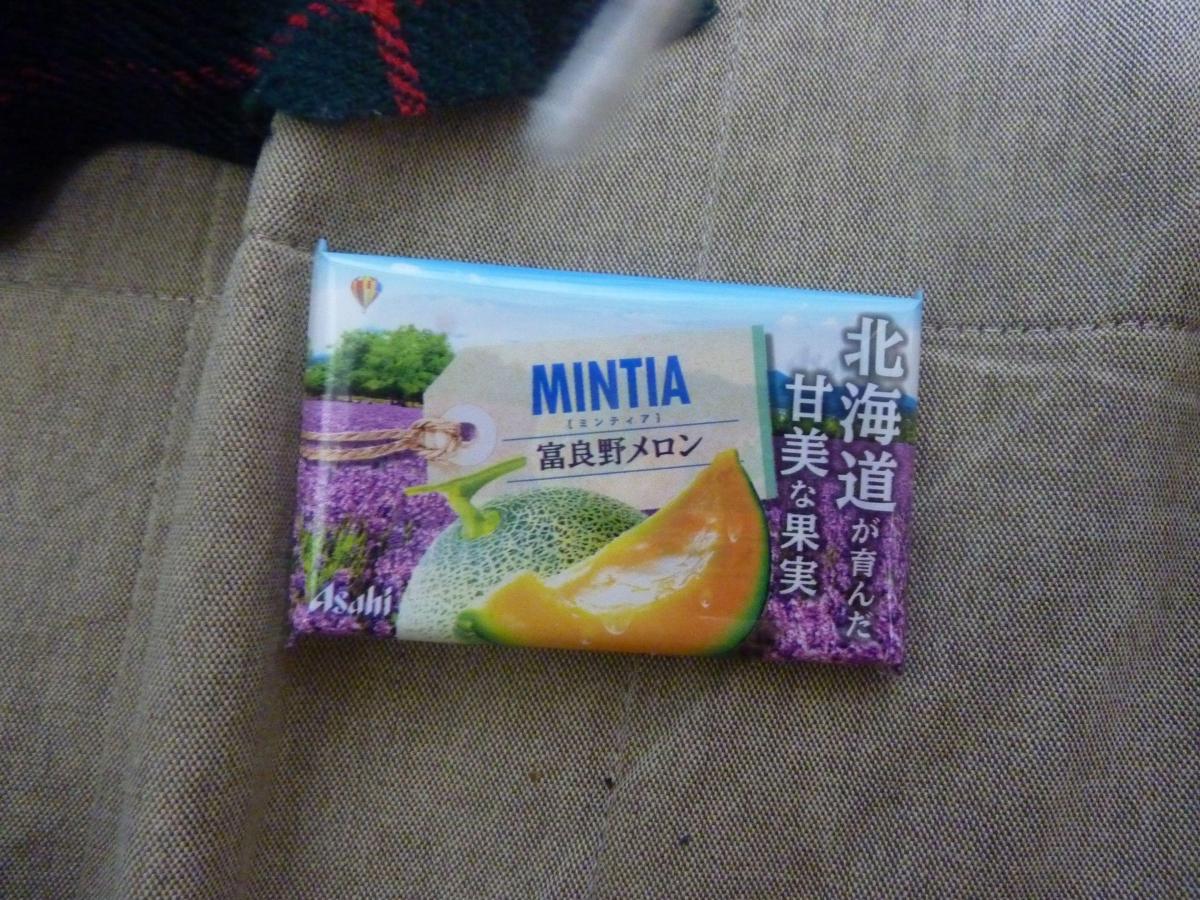 MINTIA
[ミンティア]
富良野メロン
北海道が育んだ
甘美な果実
Asahi